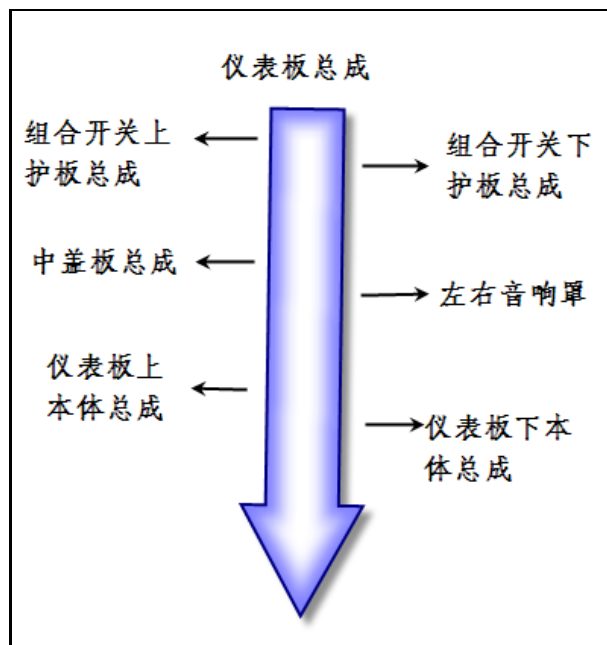 仪表板总成
组合开关上
护板总成
组合开关下
护板总成
中盖板总成
左右音响罩
仪表板上
本体总成
仪表板下本
体总成